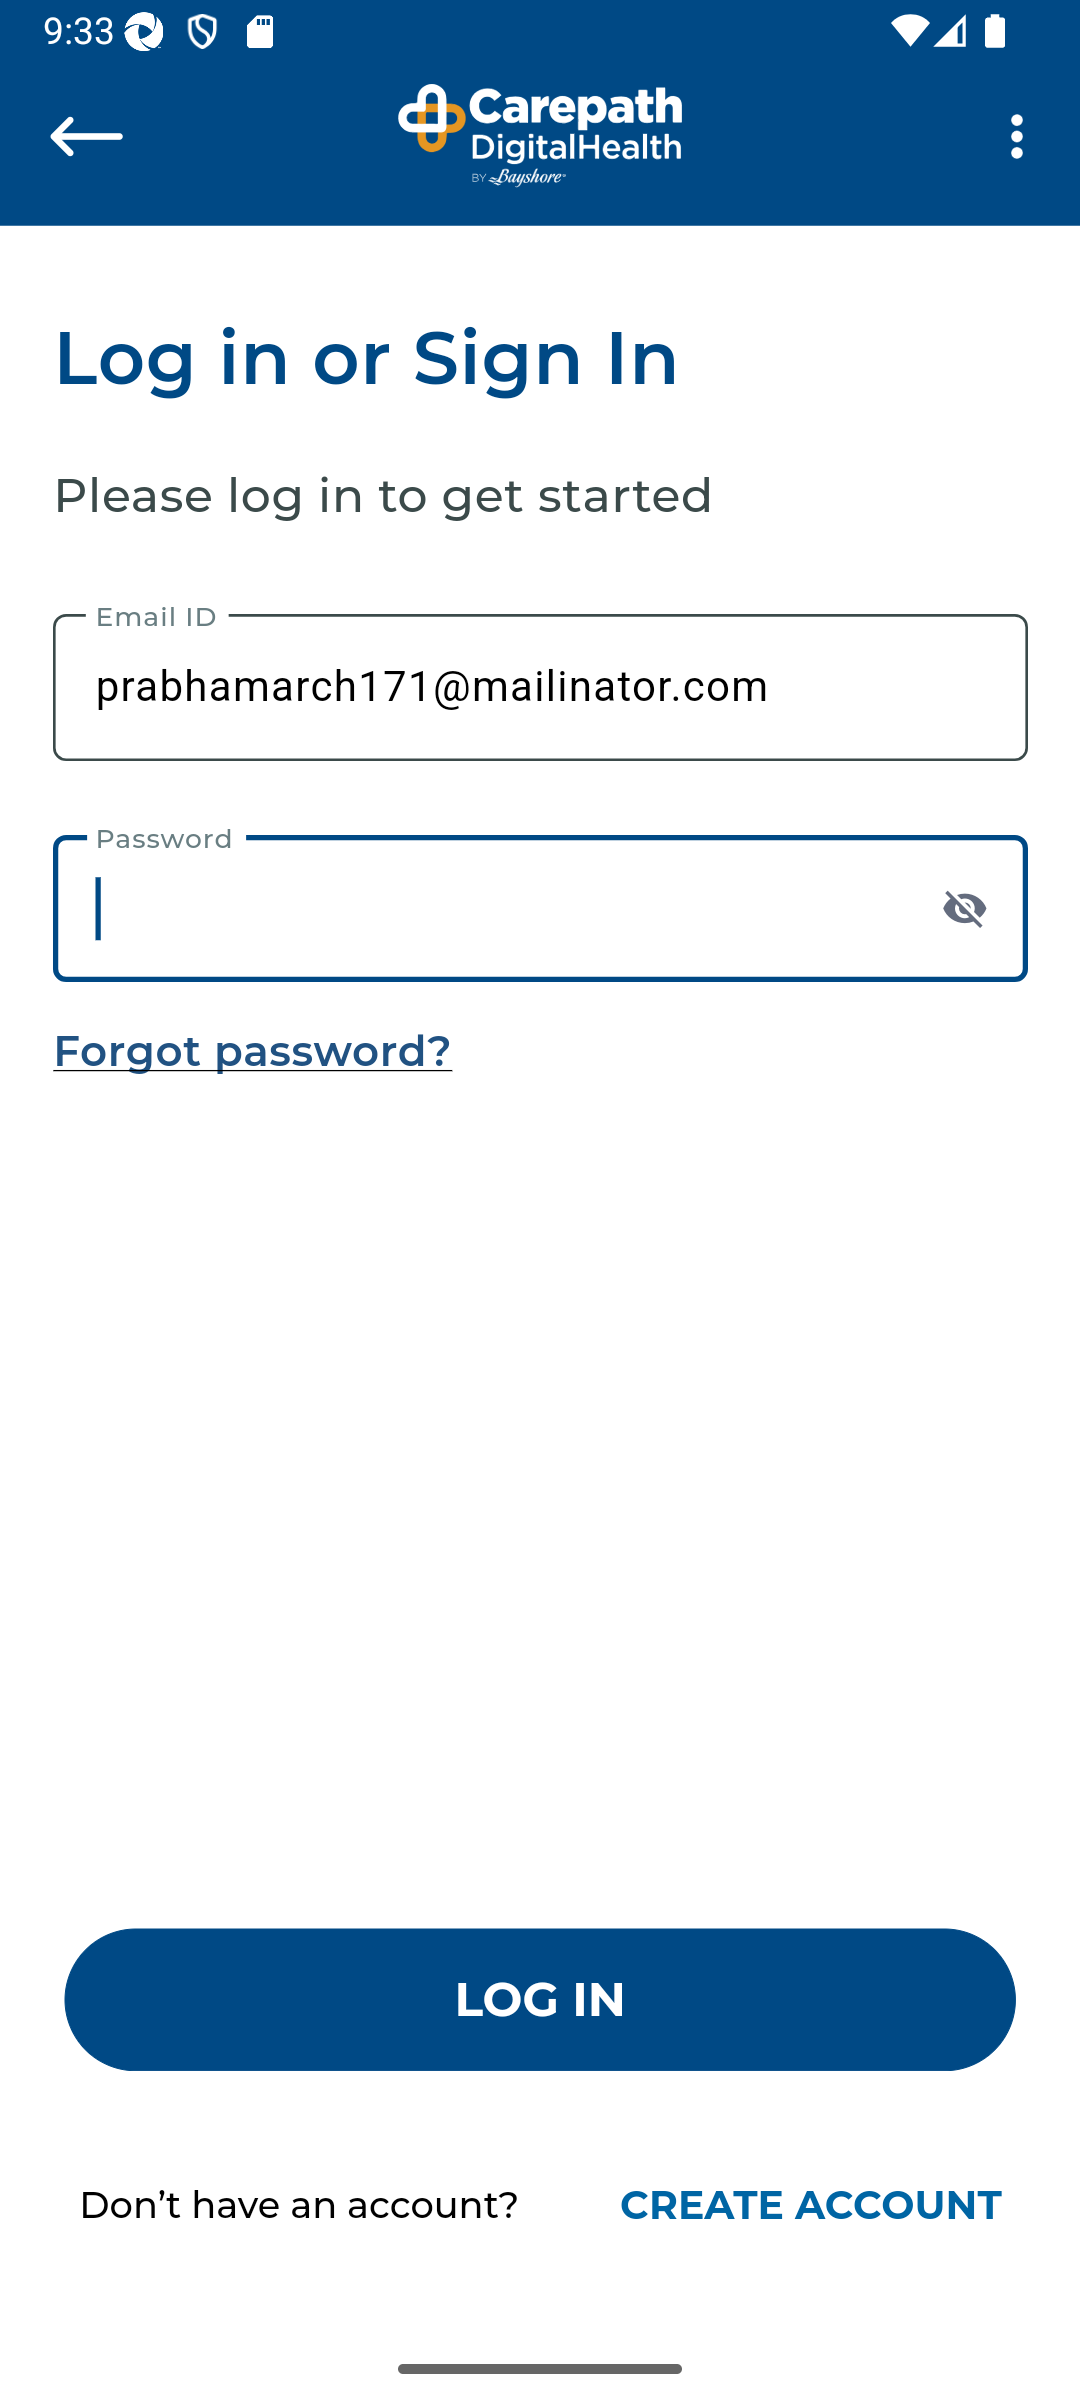 9:33
Carepath
DigitalHealth
BY Bayshore
Log in or Sign In
Please log in to get started
Email ID
prabhamarch171@mailinator.com
Password
Forgot password?
LOG IN
Don’t have an account? CREATE ACCOUNT